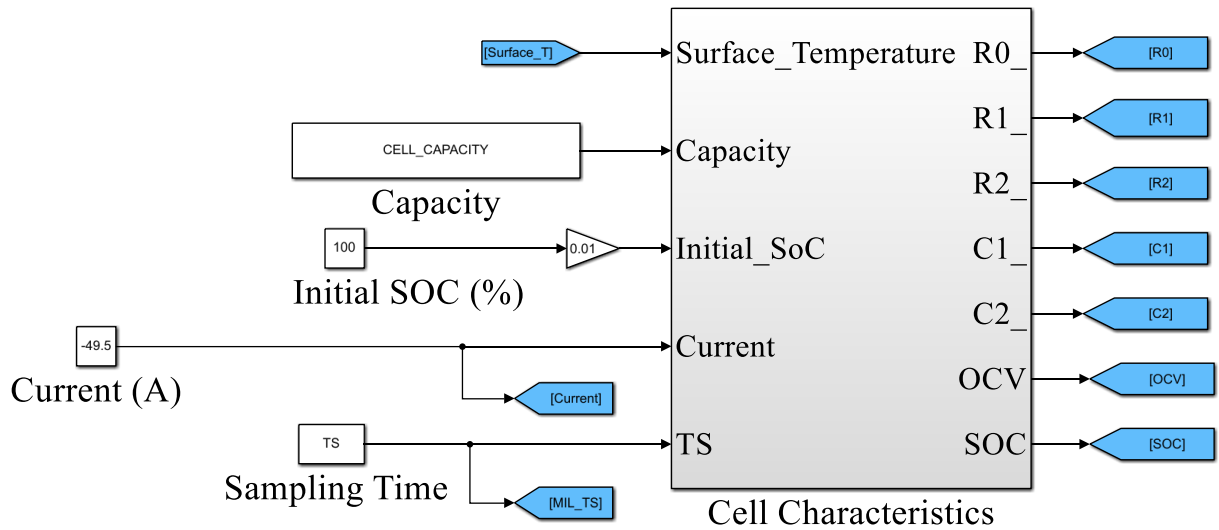 [Surface_T]
Surface_Temperature
R0_
[R0]
R1_
[R1]
CELL_CAPACITY
Capacity
Capacity
R2_
[R2]
100
0.01
Initial_SoC
Initial SOC (%)
C1_
[C1]
C2_
[C2]
-49.5
Current (A)
Current
[Current]
OCV
[OCV]
TS
TS
Sampling Time
[MIL_TS]
SOC
[SOC]
Cell Characteristics